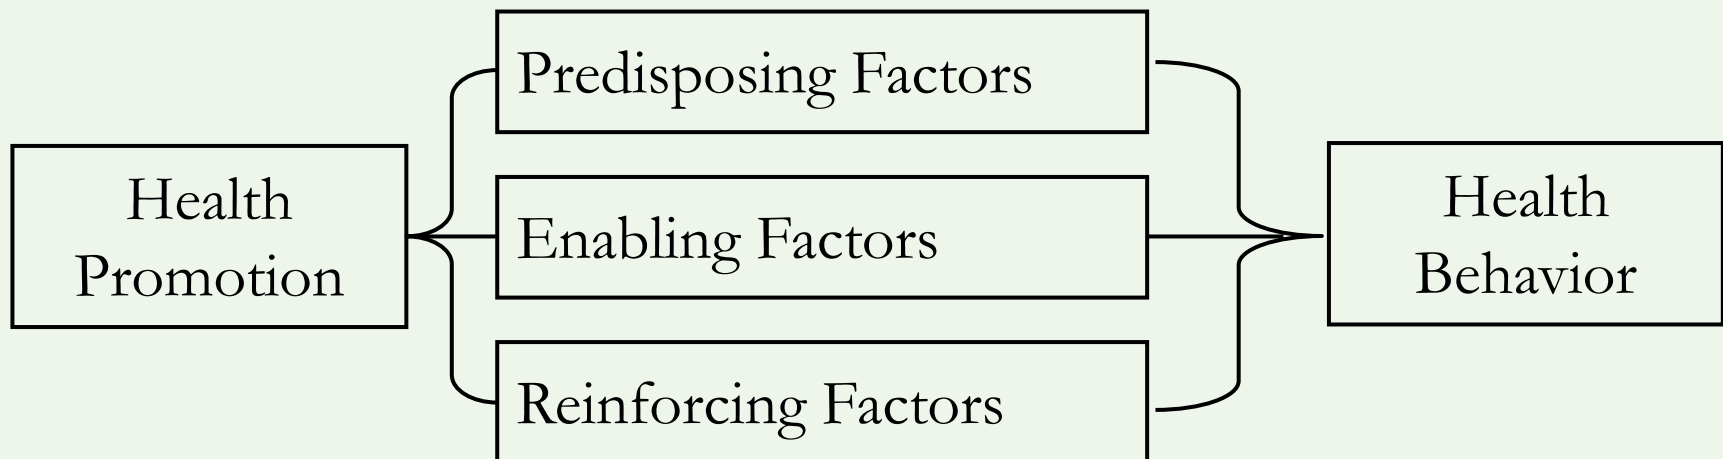 Predisposing Factors
Health
Promotion
Enabling Factors
Health
Behavior
Reinforcing Factors